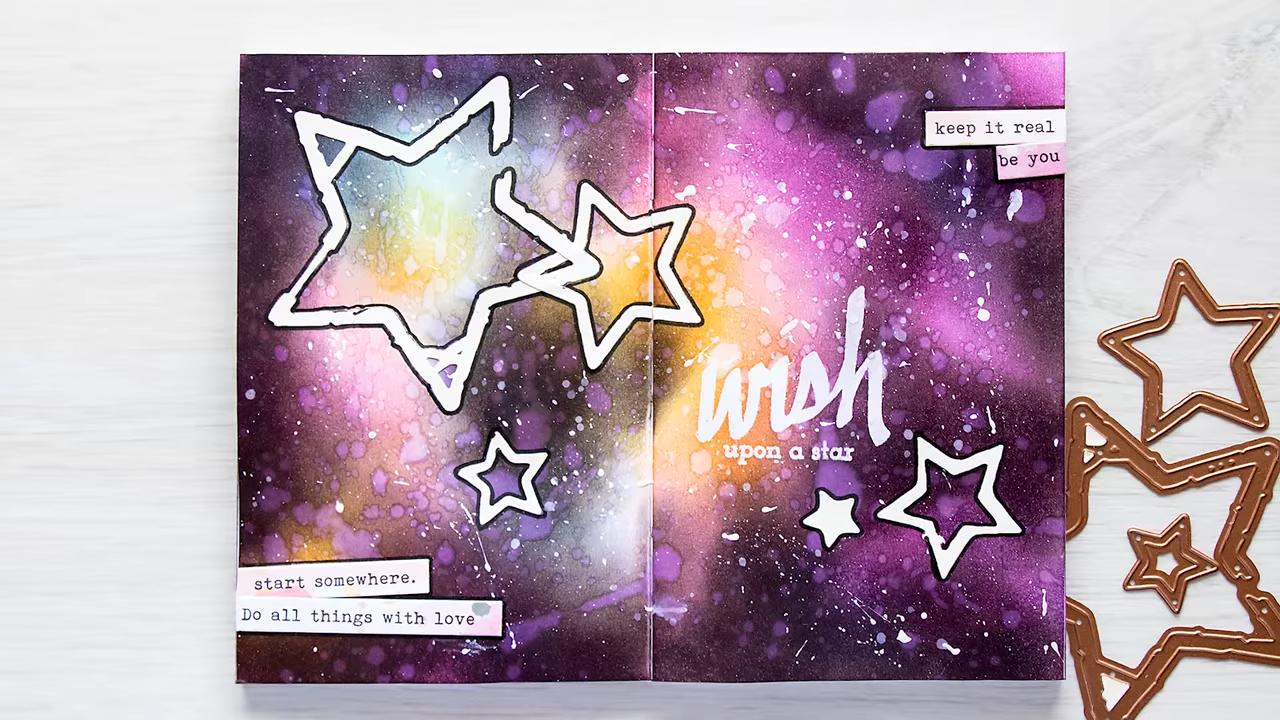 keep it real
be you
wish
upon a star
start somewhere.
Do all things with love